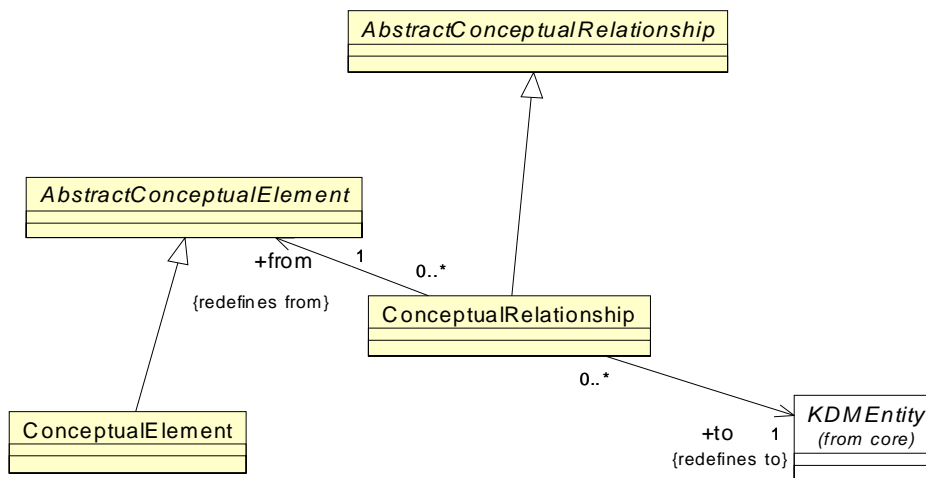 AbstractConceptualRelationship
AbstractConceptualElement
+from 1
0..*
{redefines from}
ConceptualRelationship
0..*
ConceptualElement
KDMEntity
(from core)
+to 1
{redefines to}